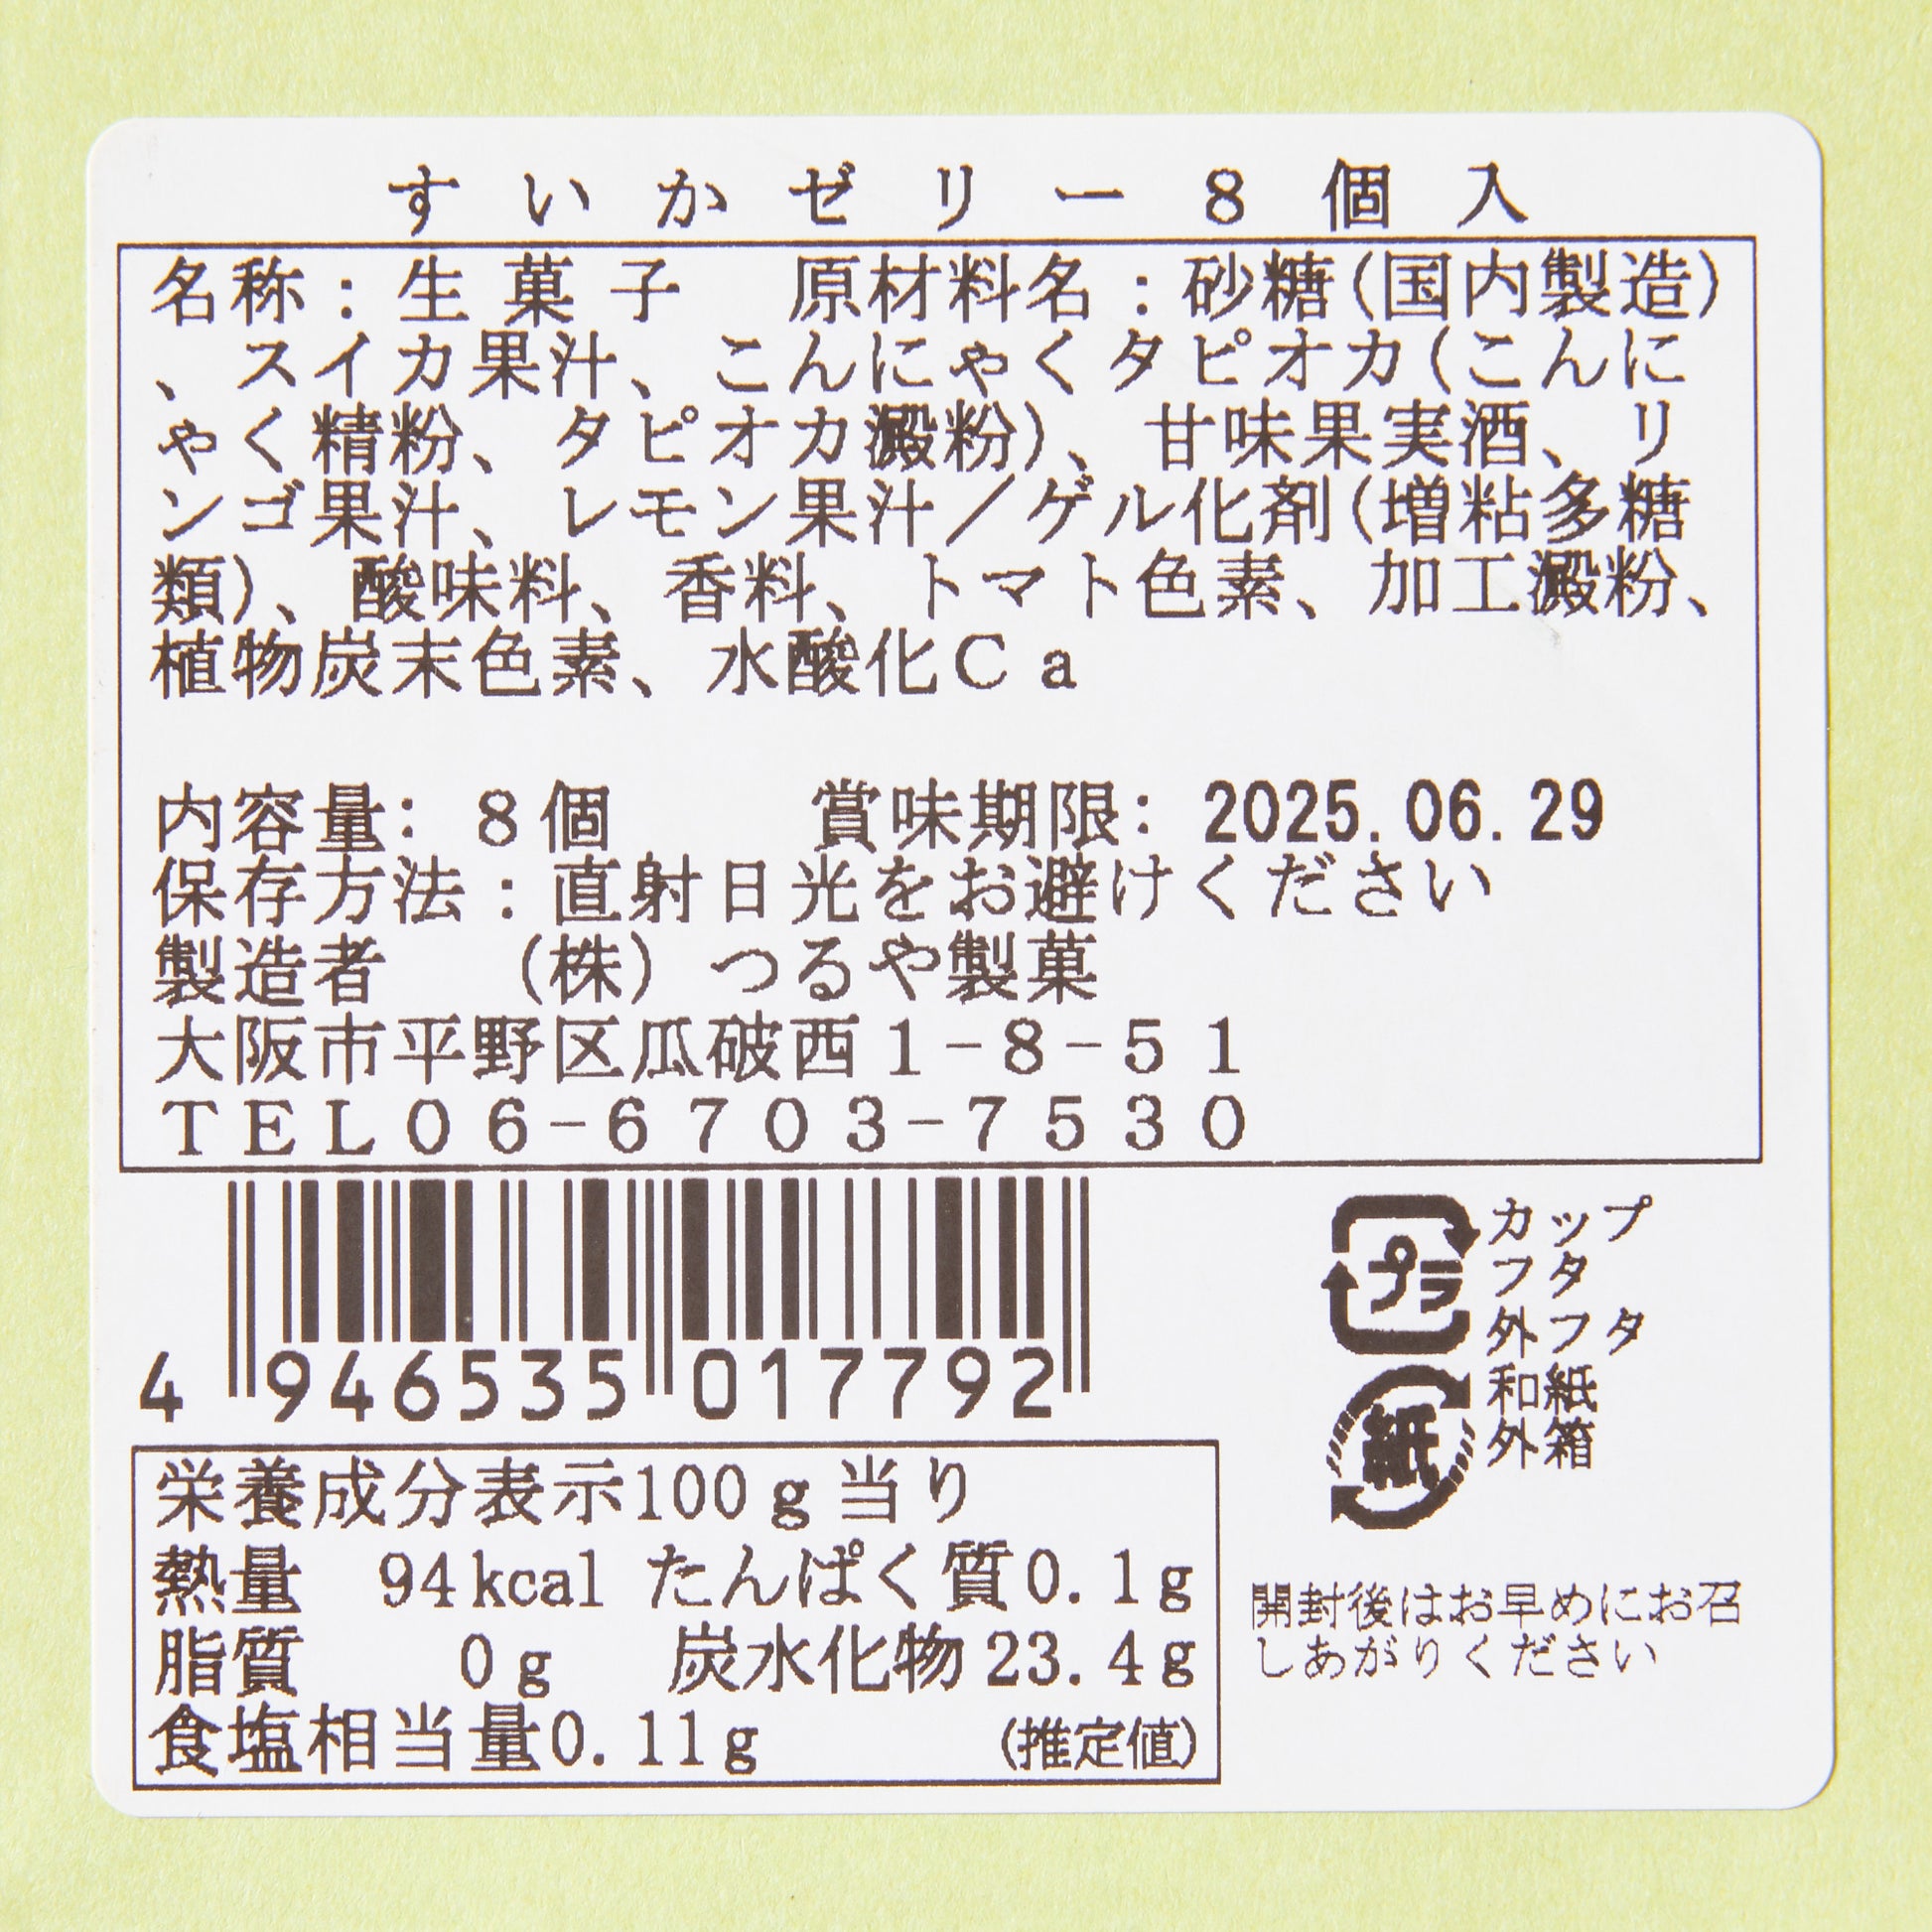 すいかゼリー8個入
名称：生菓子　原材料名：砂糖(国内製造)
、スイカ果汁、こんにゃくタピオカ(こんに
ゃく精粉、タピオカ澱粉)、甘味果実酒、リ
ンゴ果汁、レモン果汁／ゲル化剤(増粘多糖
類)、酸味料、香料、トマト色素、加工澱粉、
植物炭末色素、水酸化Ca
内容量：8個　賞味期限：2025.06.29
保存方法：直射日光をお避けください
製造者　(株)つるや製菓
大阪市平野区瓜破西1-8-51
TEL06-6703-7530
4 946535 017792
プラ カップ
フタ
外フタ
紙 和紙
外箱
栄養成分表示100g当り
熱量　94kcal たんぱく質0.1g
脂質　0g　炭水化物23.4g
食塩相当量0.11g　(推定値)
開封後はお早めにお召
しあがりください